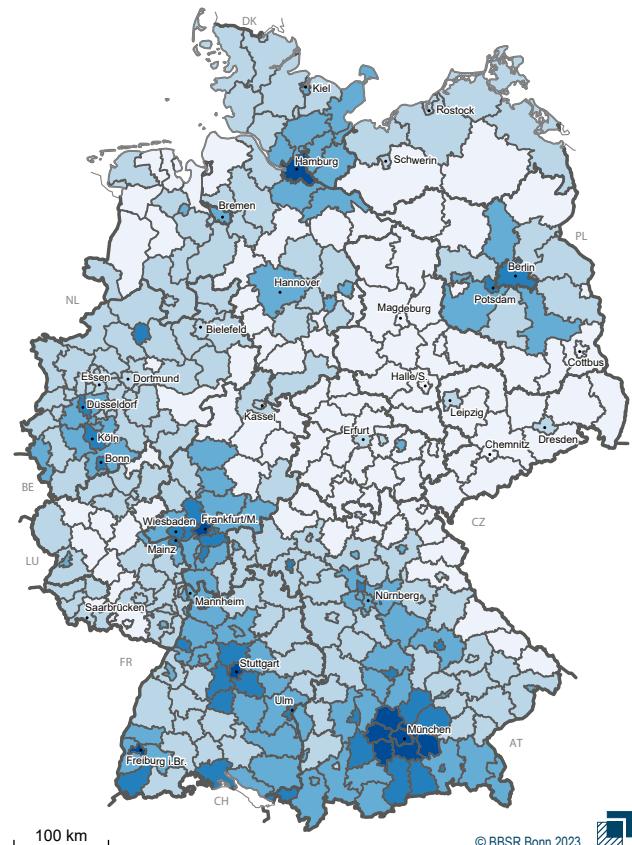 DK
Kiel
Rostock
Hamburg
Schwerin
Bremen
PL
Berlin
Hannover
NL
Potsdam
Magdeburg
Bielefeld
Cottbus
Essen
Dortmund
Halle/S.
Düsseldorf
Leipzig
Kassel
Köln
Erfurt
Dresden
Chemnitz
Bonn
BE
Wiesbaden
Frankfurt/M.
CZ
Mainz
LU
Nürnberg
Mannheim
Saarbrücken
FR
Stuttgart
Ulm
München
AT
Freiburg i.Br.
CH
100 km
© BBSR Bonn 2023